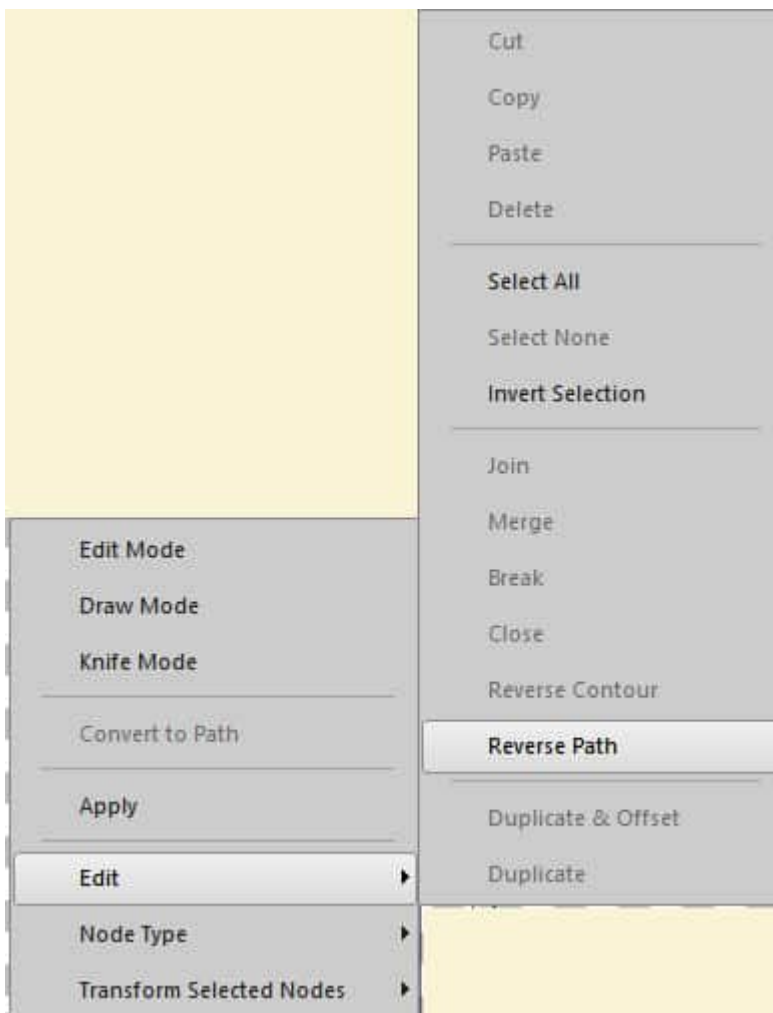 Cut
Copy
Paste
Delete
Select All
Select None
Invert Selection
Join
Merge
Break
Close
Reverse Contour
Reverse Path
Duplicate & Offset
Duplicate
Edit Mode
Draw Mode
Knife Mode
Convert to Path
Apply
Edit
Node Type
Transform Selected Nodes